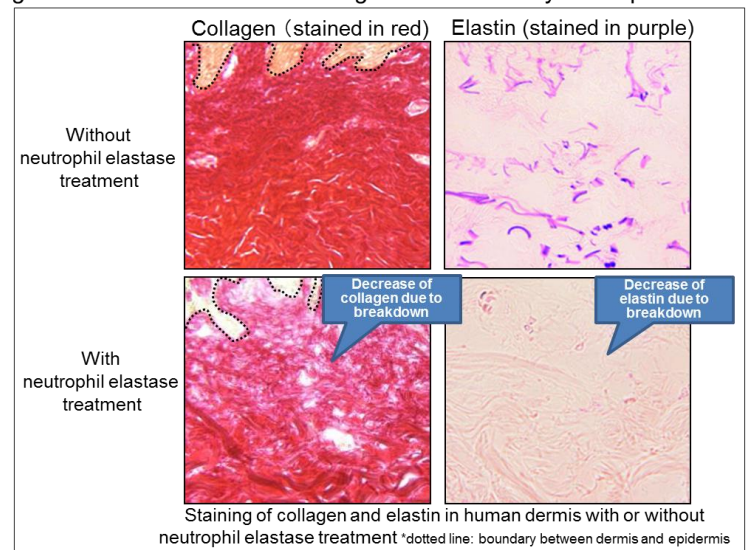 Collagen（stained in red) Elastin (stained in purple)
Without
neutrophil elastase
treatment
Decrease of
collagen due to
breakdown
Decrease of
elastin due to
breakdown
With
neutrophil elastase
treatment
Staining of collagen and elastin in human dermis with or without
neutrophil elastase treatment *dotted line: boundary between dermis and epidermis